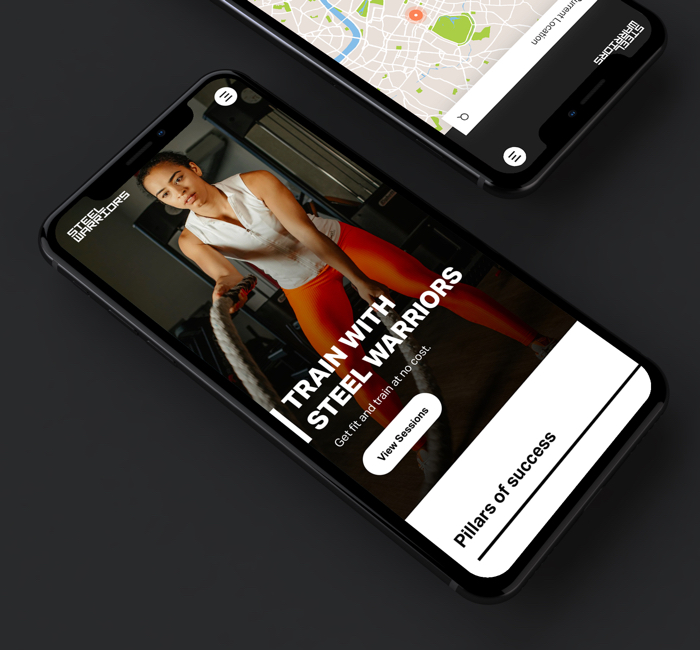 Current Location
STEEL
WARRIORS
STEEL
WARRIORS
TRAIN WITH
STEEL WARRIORS
Get fit and train at no cost.
View Sessions
Pillars of success